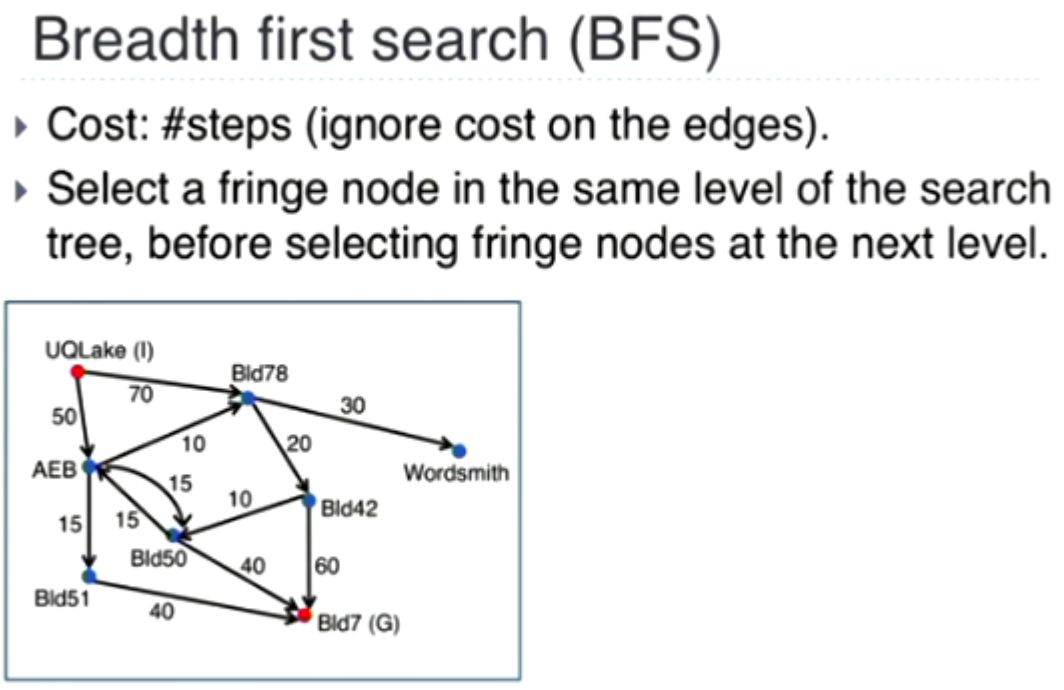 Breadth first search (BFS)
Cost: #steps (ignore cost on the edges).
Select a fringe node in the same level of the search
tree, before selecting fringe nodes at the next level.
UQLake (I)
Bld78
70
30
50
10
20
AEB
Wordsmith
15
10
Bld42
15
15
Bld50
40
60
Bld51
40
Bld7 (G)